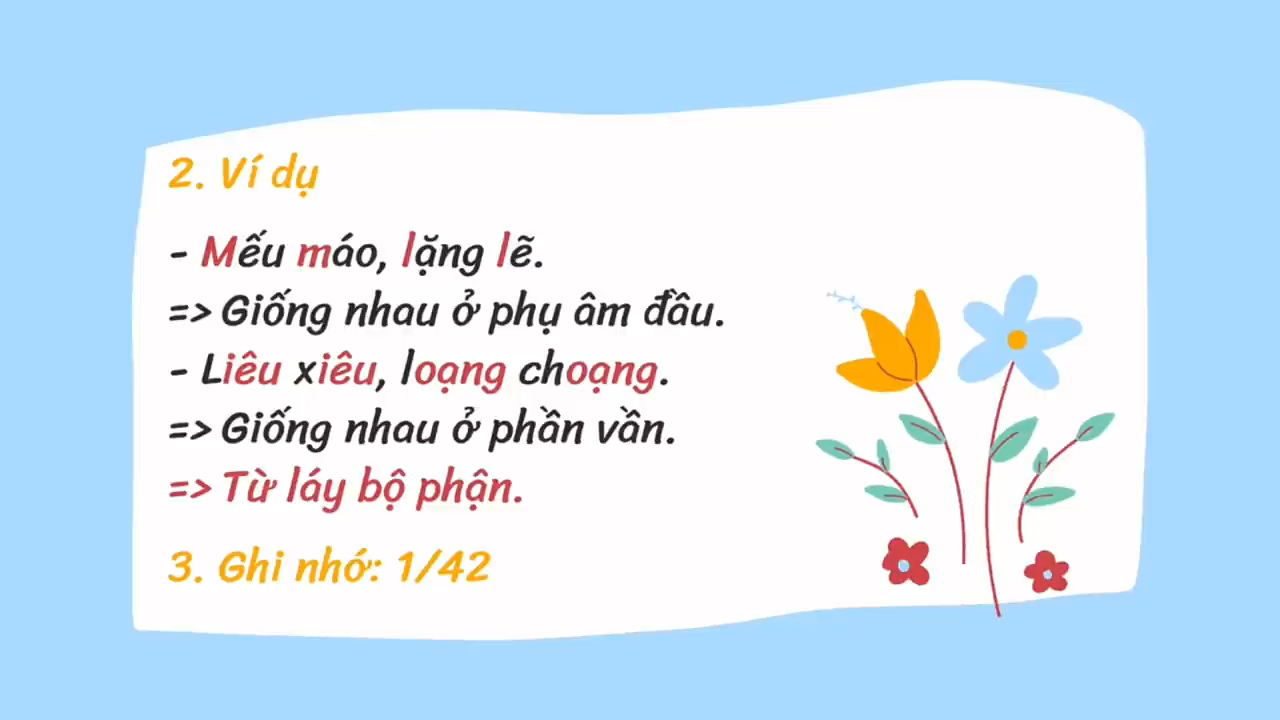 2. Ví dụ
- Mếu máo, lặng lẽ.
=> Giống nhau ở phụ âm đầu.
- Liêu xiêu, loạng choạng.
=> Giống nhau ở phần vần.
=> Từ láy bộ phận.
3. Ghi nhớ: 1/42